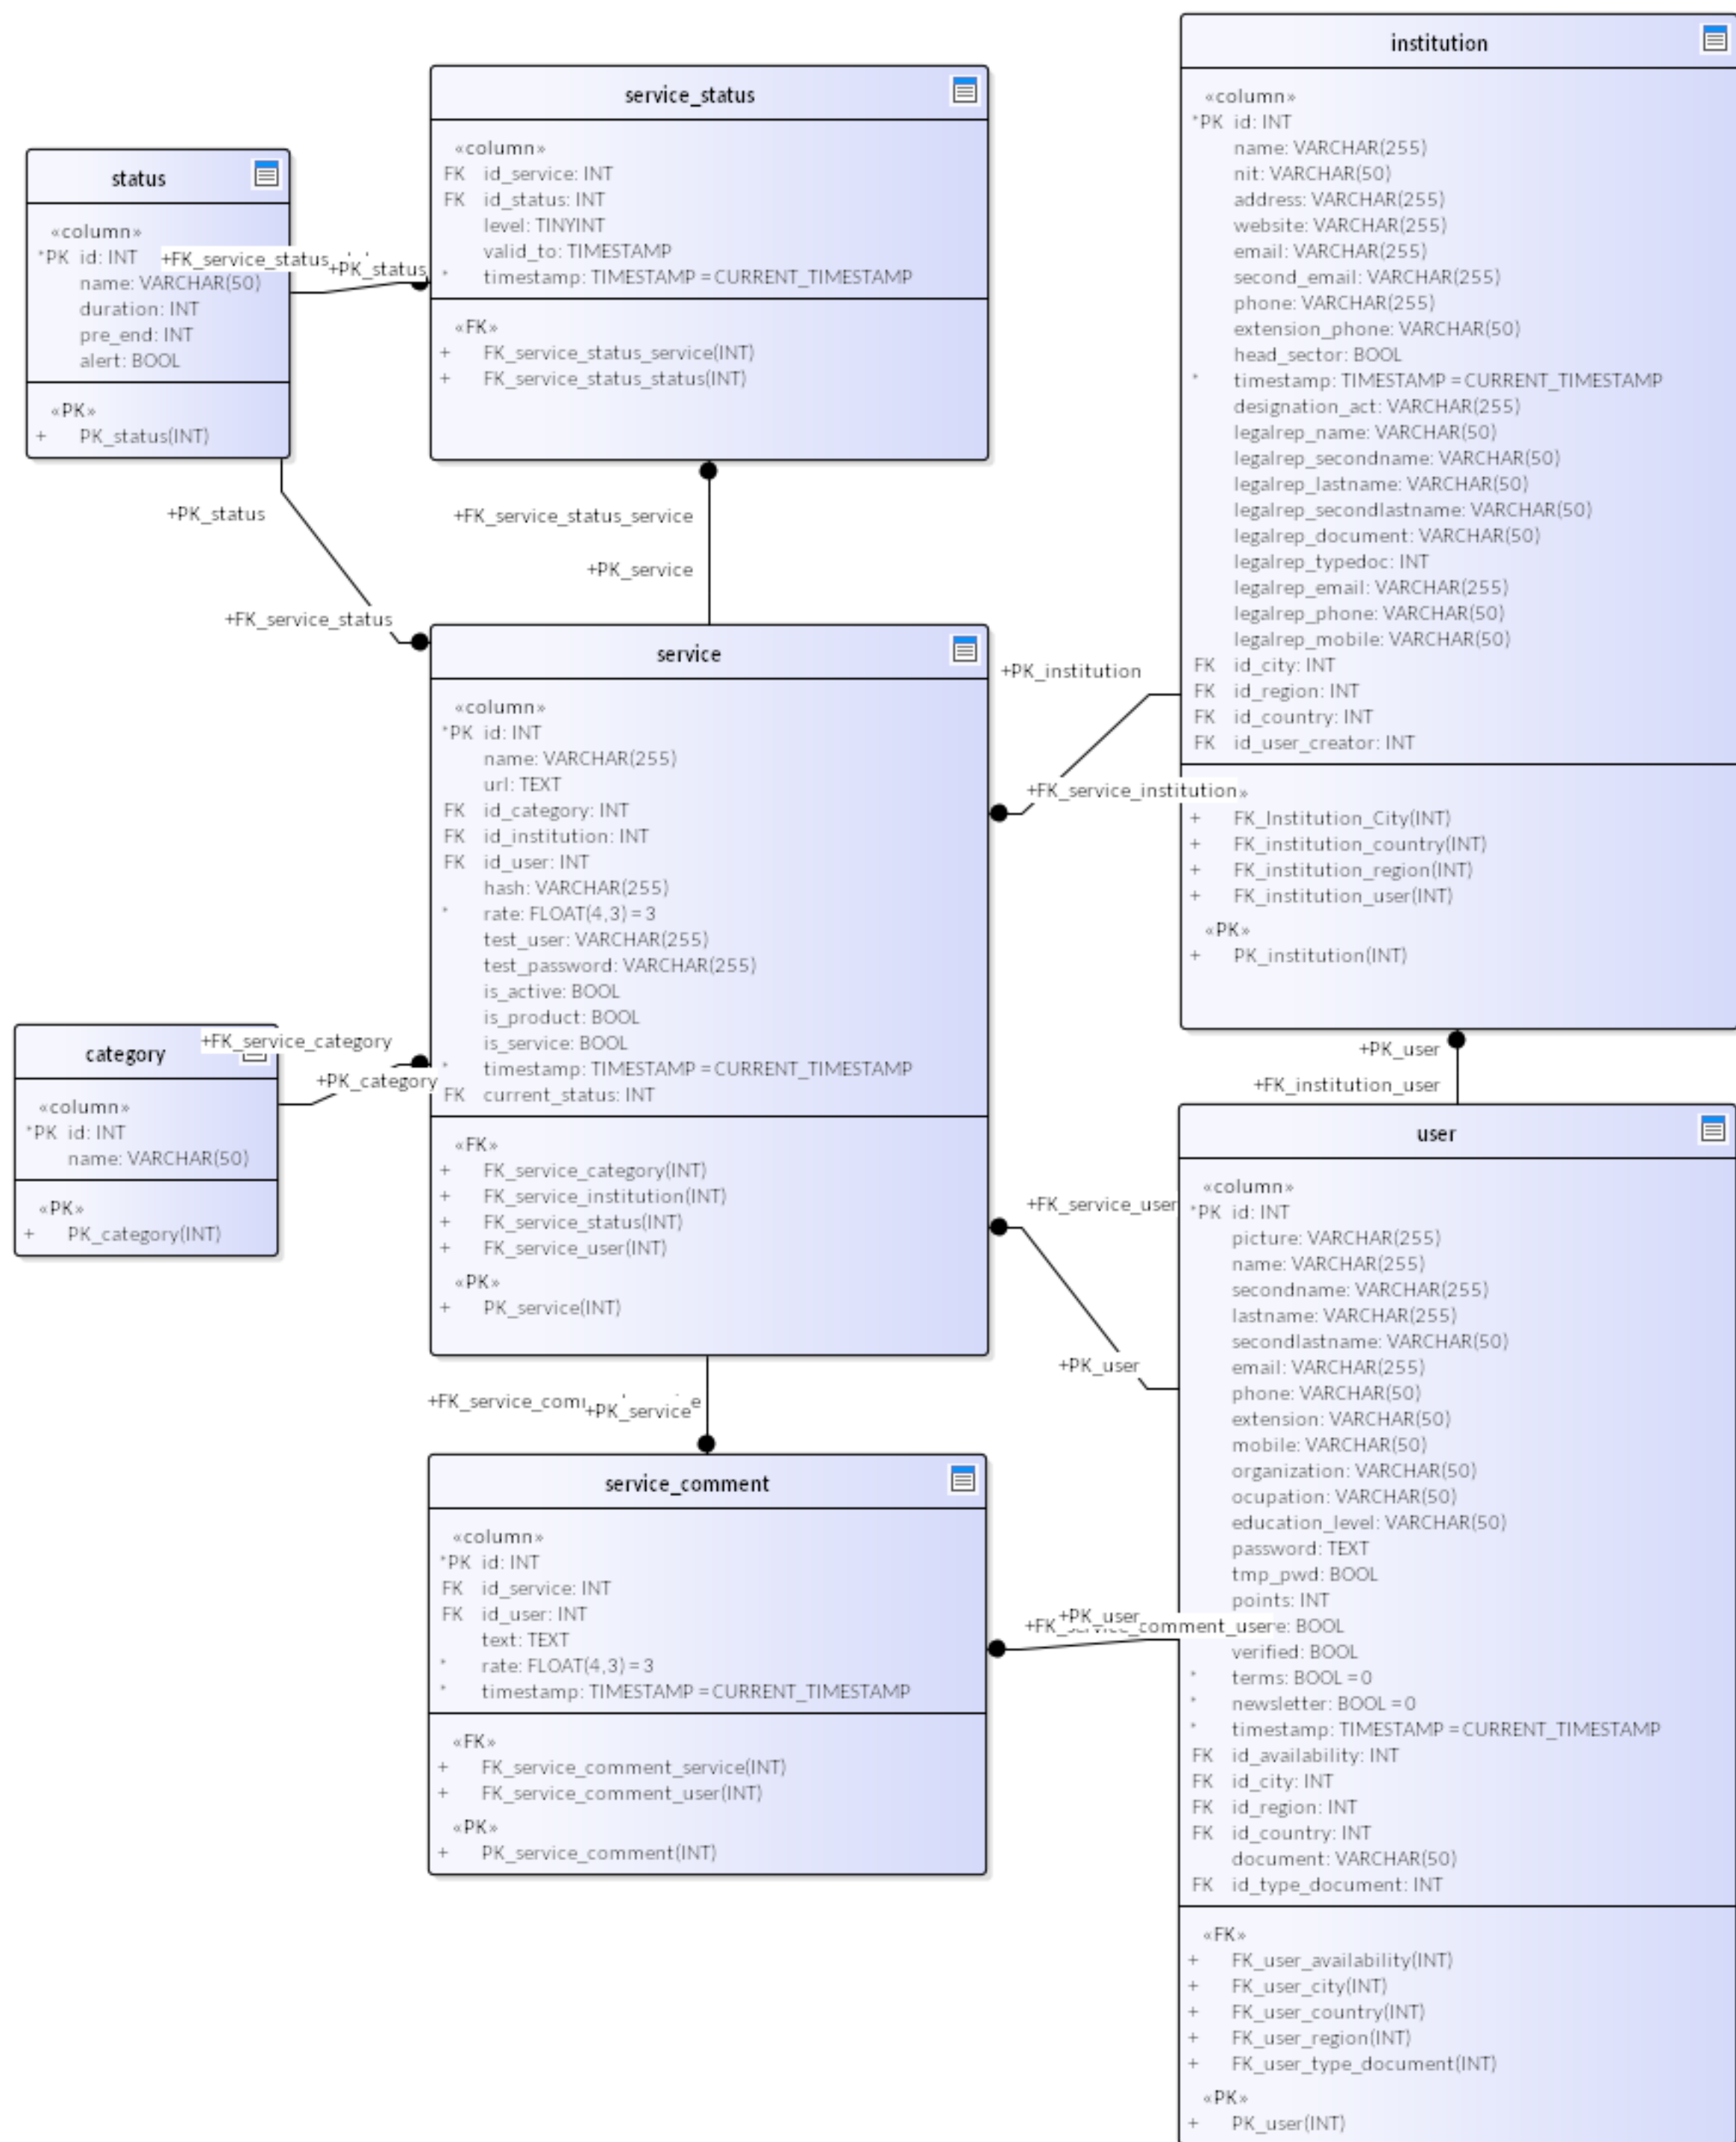 status
«column»
*PK id: INT
name: VARCHAR(50)
duration: INT
pre_end: INT
alert: BOOL
«PK»
+ PK_status(INT)
+FK_service_status
+PK_status
service_status
«column»
FK id_service: INT
FK id_status: INT
level: TINYINT
valid_to: TIMESTAMP
* timestamp: TIMESTAMP = CURRENT_TIMESTAMP
«FK»
+ FK_service_status_service(INT)
+ FK_service_status_status(INT)
+PK_status
+FK_service_status
+FK_service_status_service
+PK_service
institution
«column»
*PK id: INT
name: VARCHAR(255)
nit: VARCHAR(50)
address: VARCHAR(255)
website: VARCHAR(255)
email: VARCHAR(255)
second_email: VARCHAR(255)
phone: VARCHAR(255)
extension_phone: VARCHAR(50)
head_sector: BOOL
* timestamp: TIMESTAMP = CURRENT_TIMESTAMP
designation_act: VARCHAR(255)
legalrep_name: VARCHAR(50)
legalrep_secondname: VARCHAR(50)
legalrep_lastname: VARCHAR(50)
legalrep_secondlastname: VARCHAR(50)
legalrep_document: VARCHAR(50)
legalrep_typedoc: INT
legalrep_email: VARCHAR(255)
legalrep_phone: VARCHAR(50)
legalrep_mobile: VARCHAR(50)
FK id_city: INT
FK id_region: INT
FK id_country: INT
FK id_user_creator: INT
+ FK_Institution_City(INT)
+ FK_institution_country(INT)
+ FK_institution_region(INT)
+ FK_institution_user(INT)
«PK»
+ PK_institution(INT)
+PK_institution
+FK_service_institution
service
«column»
*PK id: INT
name: VARCHAR(255)
url: TEXT
FK id_category: INT
FK id_institution: INT
FK id_user: INT
hash: VARCHAR(255)
* rate: FLOAT(4,3) = 3
test_user: VARCHAR(255)
test_password: VARCHAR(255)
is_active: BOOL
is_product: BOOL
is_service: BOOL
* timestamp: TIMESTAMP = CURRENT_TIMESTAMP
FK current_status: INT
«FK»
+ FK_service_category(INT)
+ FK_service_institution(INT)
+ FK_service_status(INT)
+ FK_service_user(INT)
«PK»
+ PK_service(INT)
category
«column»
*PK id: INT
name: VARCHAR(50)
«PK»
+ PK_category(INT)
+FK_service_category
+PK_category
+PK_user
+FK_institution_user
+FK_service_user
+PK_user
+PK_service
service_comment
«column»
*PK id: INT
FK id_service: INT
FK id_user: INT
text: TEXT
* rate: FLOAT(4,3) = 3
* timestamp: TIMESTAMP = CURRENT_TIMESTAMP
«FK»
+ FK_service_comment_service(INT)
+ FK_service_comment_user(INT)
«PK»
+ PK_service_comment(INT)
+PK_user
+FK_service_comment_user
user
«column»
*PK id: INT
picture: VARCHAR(255)
name: VARCHAR(255)
secondname: VARCHAR(255)
lastname: VARCHAR(255)
secondlastname: VARCHAR(50)
email: VARCHAR(255)
phone: VARCHAR(50)
extension: VARCHAR(50)
mobile: VARCHAR(50)
organization: VARCHAR(50)
ocupation: VARCHAR(50)
education_level: VARCHAR(50)
password: TEXT
tmp_pwd: BOOL
points: INT
BOOL
verified: BOOL
* terms: BOOL = 0
* newsletter: BOOL = 0
* timestamp: TIMESTAMP = CURRENT_TIMESTAMP
FK id_availability: INT
FK id_city: INT
FK id_region: INT
FK id_country: INT
document: VARCHAR(50)
FK id_type_document: INT
«FK»
+ FK_user_availability(INT)
+ FK_user_city(INT)
+ FK_user_country(INT)
+ FK_user_region(INT)
+ FK_user_type_document(INT)
«PK»
+ PK_user(INT)